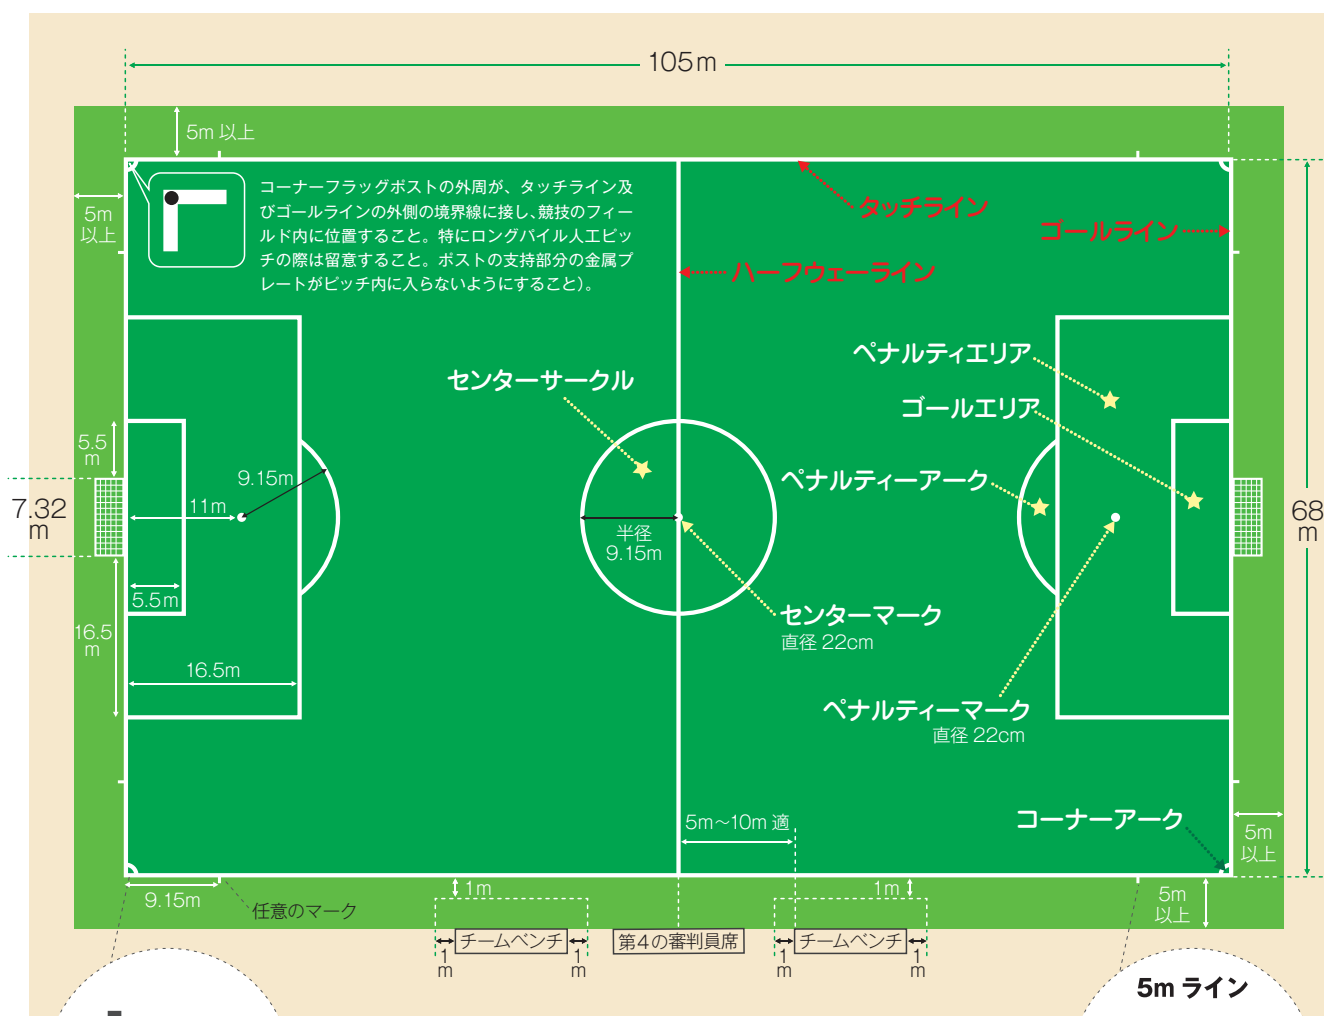 105m
5m 以上
5m
以上
コーナーフラッグポストの外周が、タッチライン及
びゴールラインの外側の境界線に接し、競技のフィー
ルド内に位置すること。特にロングパイル人工ピッ
チの際は留意すること。ポストの支持部分の金属プ
レートがピッチ内に入らないようにすること)。
タッチライン
ゴールライン
ハーフウェーライン
ペナルティエリア
センターサークル
ゴールエリア
5.5
m
9.15m
ペナルティーアーク
7.32
m
11m
68
m
半径
9.15m
5.5m
センターマーク
直径 22cm
16.5
m
16.5m
ペナルティーマーク
直径 22cm
5m〜10m 適
コーナーアーク
5m
以上
9.15m
任意のマーク
1m
1m
5m
以上
チームベンチ
第4の審判員席
チームベンチ
1
m
1
m
1
m
1
m
5m ライン